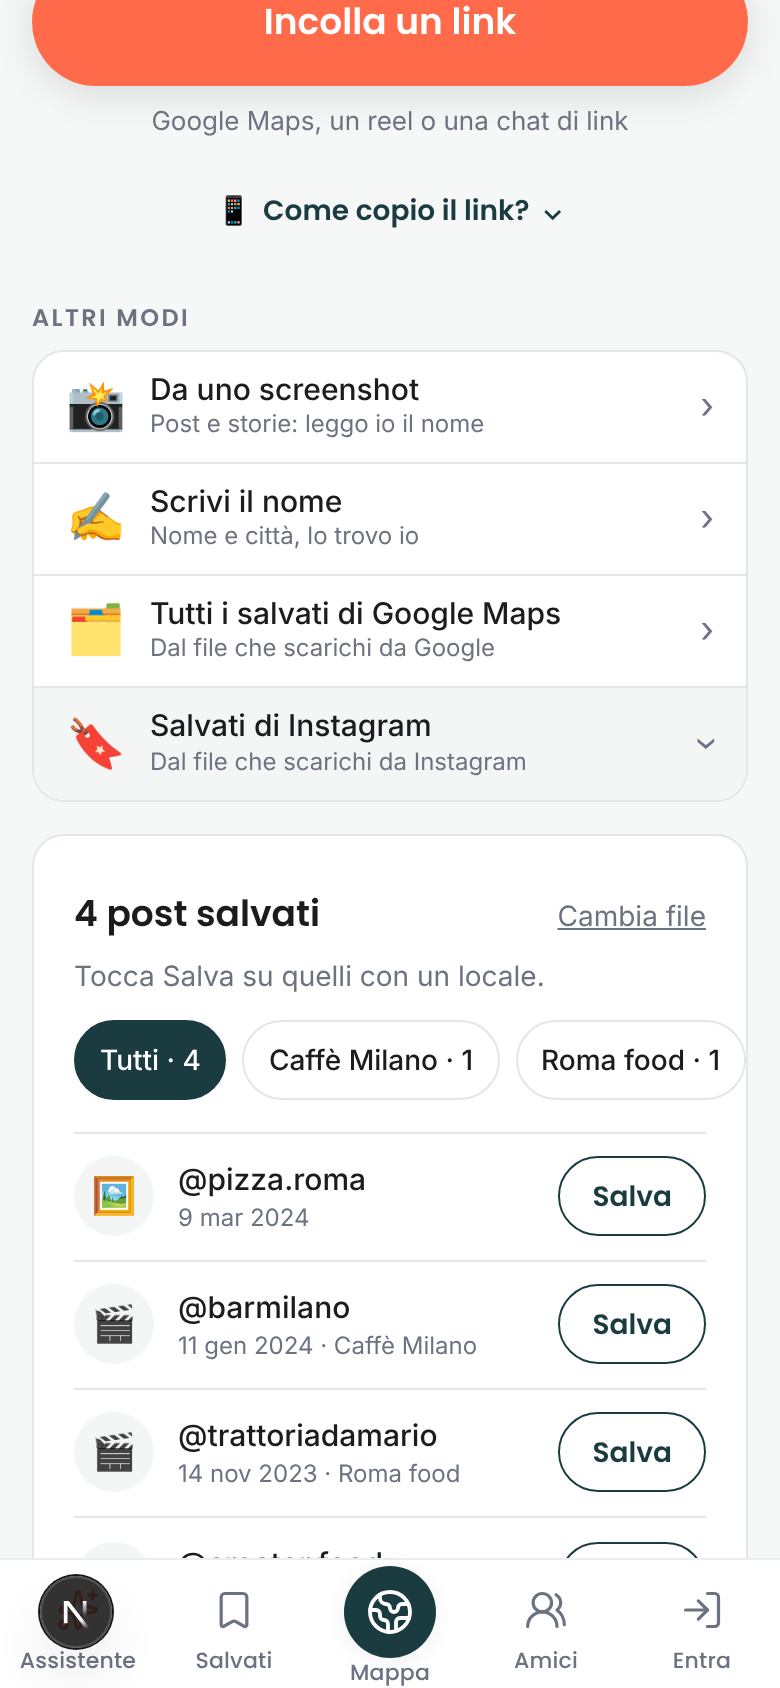 Incolla un link
Google Maps, un reel o una chat di link
Come copio il link?
ALTRI MODI
Da uno screenshot
Post e storie: leggo io il nome
Scrivi il nome
Nome e città, lo trovo io
Tutti i salvati di Google Maps
Dal file che scarichi da Google
Salvati di Instagram
Dal file che scarichi da Instagram
4 post salvati
Cambia file
Tocca Salva su quelli con un locale.
Tutti · 4
Caffè Milano · 1
Roma food · 1
@pizza.roma
Salva
9 mar 2024
@barmilano
Salva
11 gen 2024 · Caffè Milano
@trattoriadamario
Salva
14 nov 2023 · Roma food
N
Assistente
Salvati
Mappa
Amici
Entra